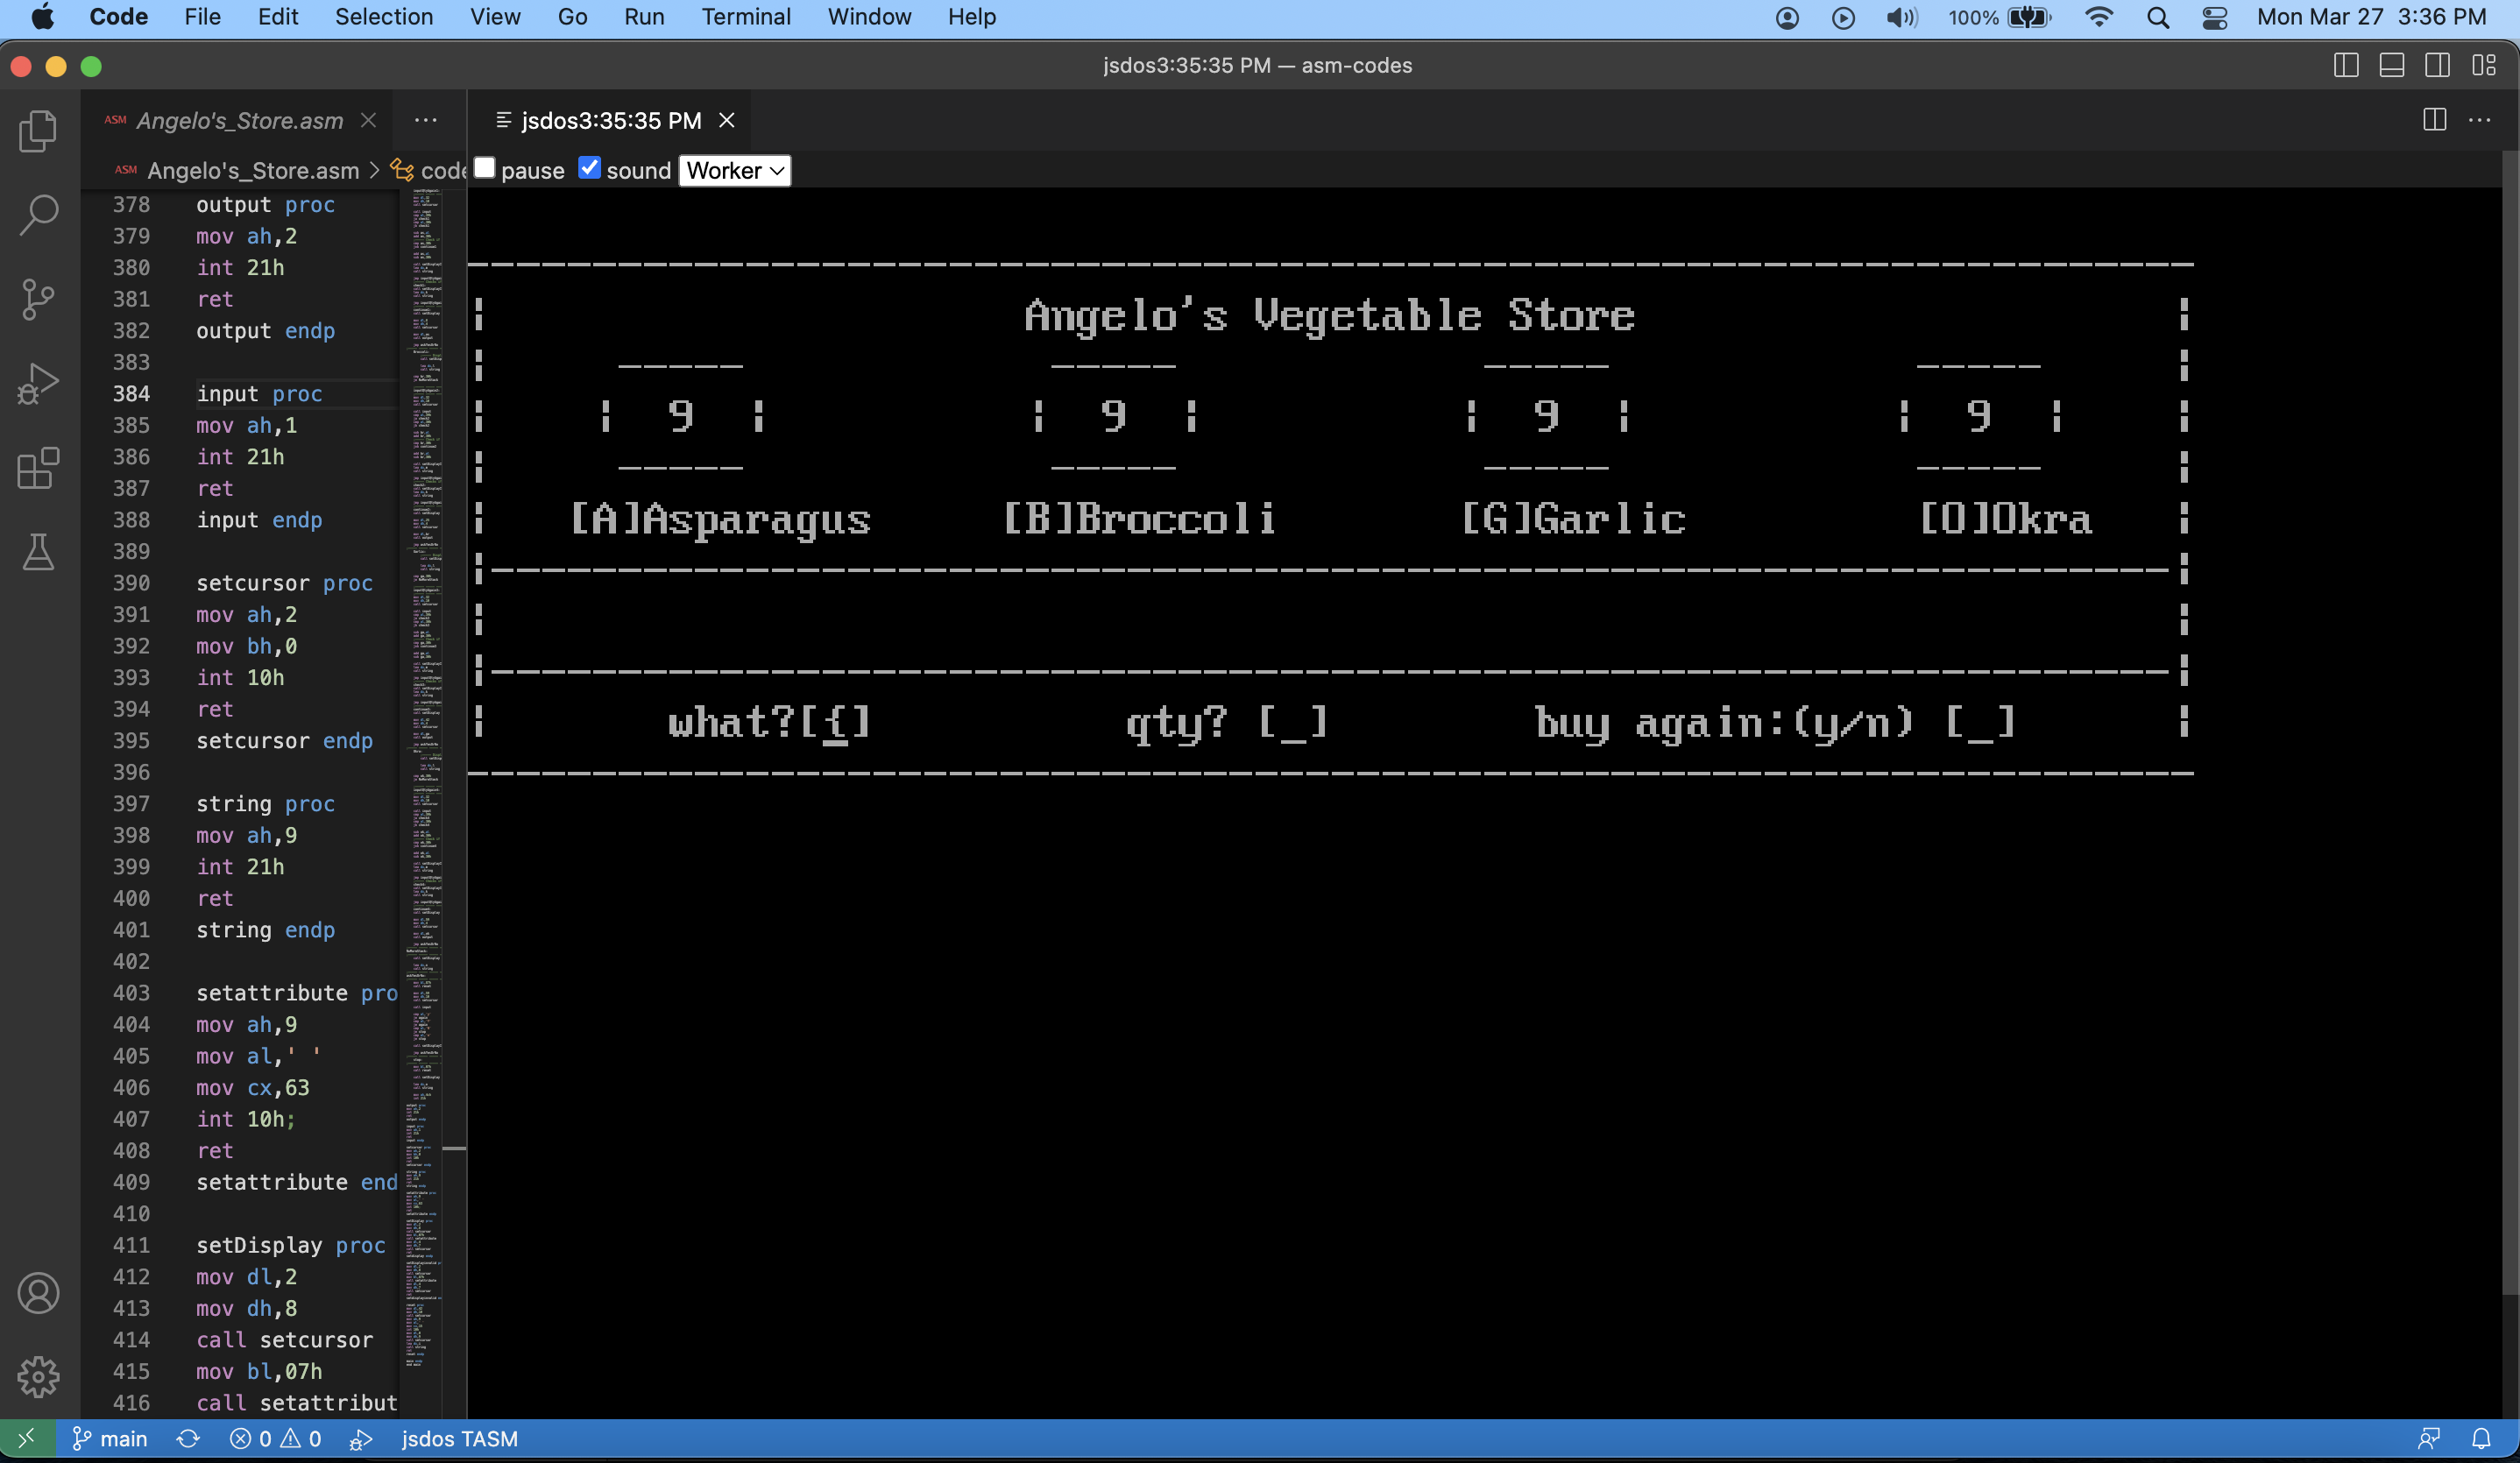 Code File Edit Selection View Go Run Terminal Window Help 100% Mon Mar 27 3:36 PM
jsdos3:35:35 PM — asm-codes
ASM Angelo's_Store.asm
jsdos3:35:35 PM
ASM Angelo's_Store.asm > code
pause sound Worker
378 output proc
379 mov ah,2
380 int 21h
381 ret
382 output endp
383
384 input proc
385 mov ah,1
386 int 21h
387 ret
388 input endp
389
390 setcursor proc
391 mov ah,2
392 mov bh,0
393 int 10h
394 ret
395 setcursor endp
396
397 string proc
398 mov ah,9
399 int 21h
400 ret
401 string endp
402
403 setattribute pro
404 mov ah,9
405 mov al,' '
406 mov cx,63
407 int 10h;
408 ret
409 setattribute end
410
411 setDisplay proc
412 mov dl,2
413 mov dh,8
414 call setcursor
415 mov bl,07h
416 call setattribut
Angelo's Vegetable Store
¦ 9 ¦ ¦ 9 ¦ ¦ 9 ¦ ¦ 9 ¦
[A]Asparagus [B]Broccoli [G]Garlic [O]Okra
what?[{] qty? [_] buy again:(y/n) [_]
main 0 0 jsdos TASM